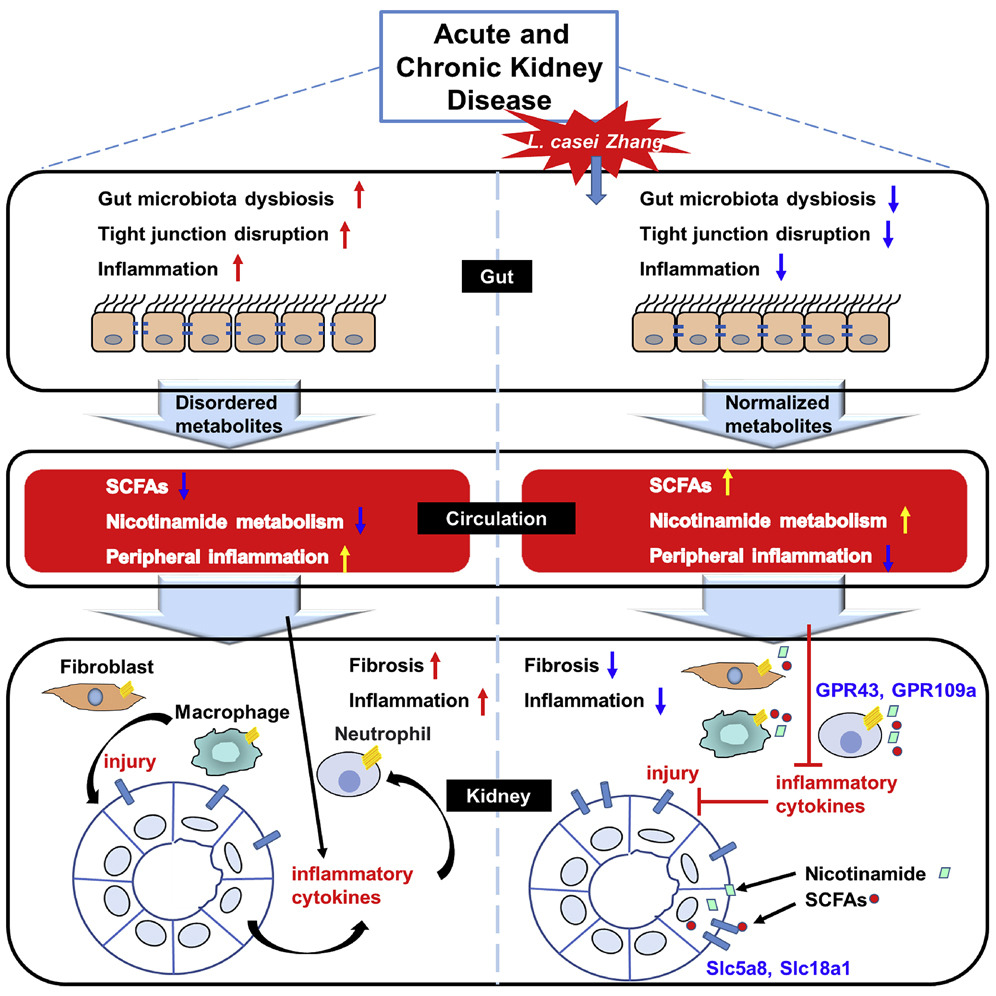 Acute and
Chronic Kidney
Disease
L. casei Zhang
Gut microbiota dysbiosis
Tight junction disruption
Inflammation
Gut
Gut microbiota dysbiosis
Tight junction disruption
Inflammation
Disordered
metabolites
Normalized
metabolites
SCFAs
Nicotinamide metabolism
Peripheral inflammation
Circulation
SCFAs
Nicotinamide metabolism
Peripheral inflammation
Fibroblast
Macrophage
injury
Fibrosis
Inflammation
Neutrophil
inflammatory
cytokines
Kidney
Fibrosis
Inflammation
GPR43, GPR109a
injury
inflammatory
cytokines
Nicotinamide
SCFAs
Slc5a8, Slc18a1